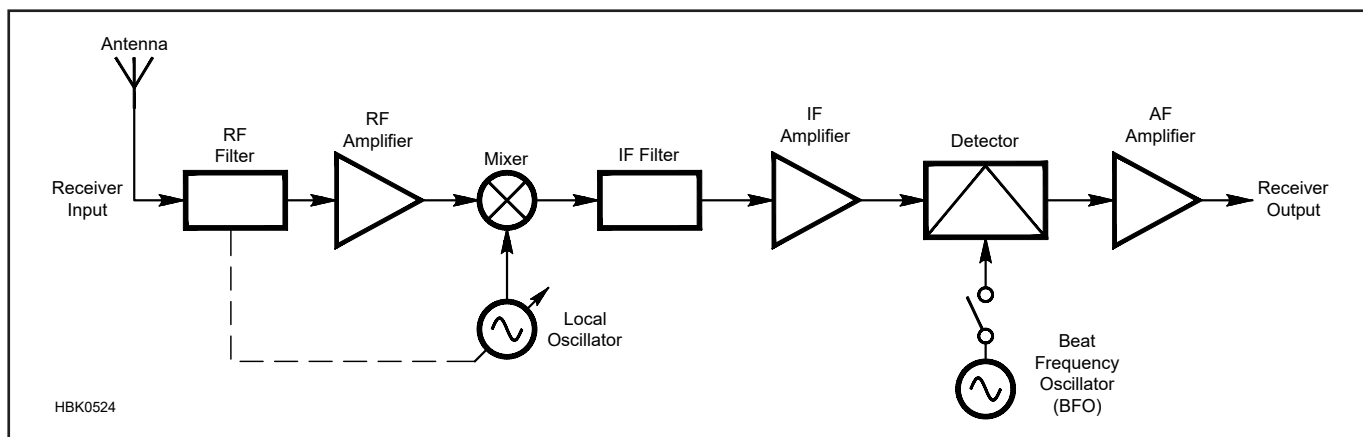 Antenna
RF
Filter
RF
Amplifier
Mixer
IF Filter
IF
Amplifier
Detector
AF
Amplifier
Receiver
Input
Receiver
Output
Local
Oscillator
Beat
Frequency
Oscillator
(BFO)
HBK0524